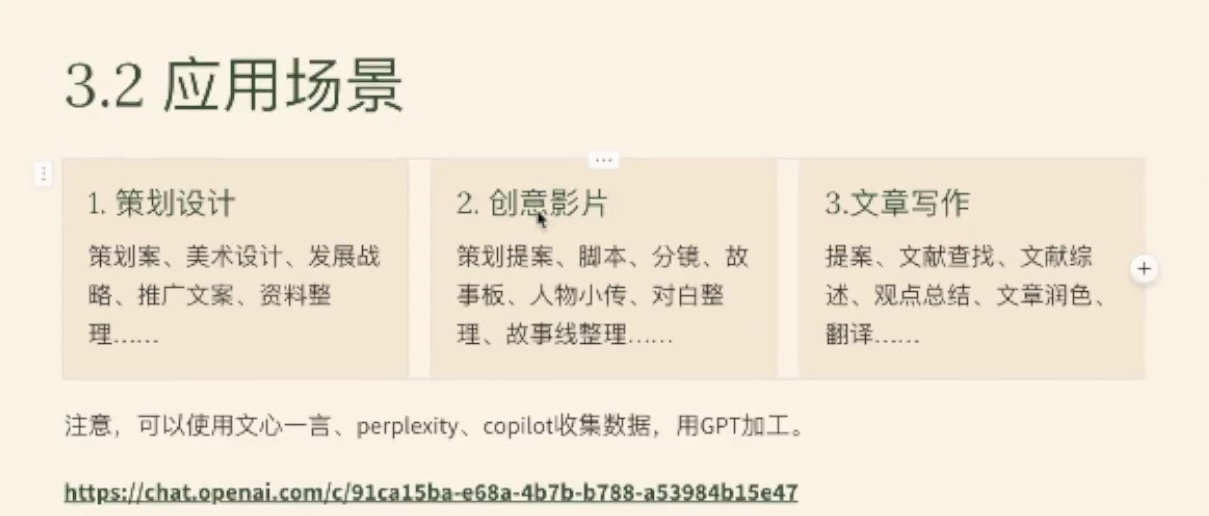 3.2 应用场景
1. 策划设计
策划案、美术设计、发展战
略、推广文案、资料整
理……
2. 创意影片
策划提案、脚本、分镜、故
事板、人物小传、对白整
理、故事线整理……
3.文章写作
提案、文献查找、文献综
述、观点总结、文章润色、
翻译……
注意，可以使用文心一言、perplexity、copilot收集数据，用GPT加工。
https://chat.openai.com/c/91ca15ba-e68a-4b7b-b788-a53984b15e47